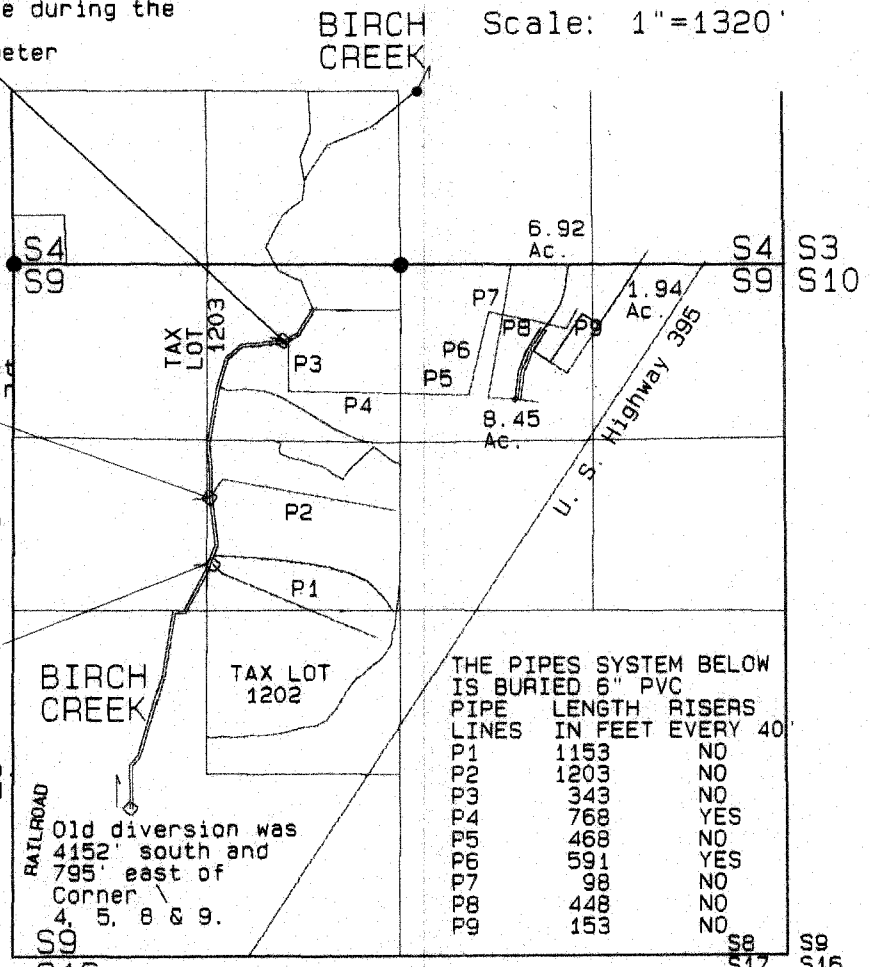 e during the
eter
BIRCH
CREEK
Scale: 1"=1320'
S4
S9
6.92
Ac.
S4 S3
S9 S10
1.94
Ac.
TAX
LOT
1203
P7
P8
P9
P6
P3
P5
P4
8.45
Ac.
U. S. Highway 395
P2
P1
BIRCH
CREEK
TAX LOT
1202
THE PIPES SYSTEM BELOW
IS BURIED 6" PVC
PIPE LENGTH RISERS
LINES IN FEET EVERY 40'
P1 1153 NO
P2 1203 NO
P3 343 NO
P4 768 YES
P5 468 NO
P6 591 YES
P7 98 NO
P8 448 NO
P9 153 NO
RAILROAD
Old diversion was
4152' south and
795' east of
Corner
4, 5, 8 & 9.
S9
S8 S9
S17 S16